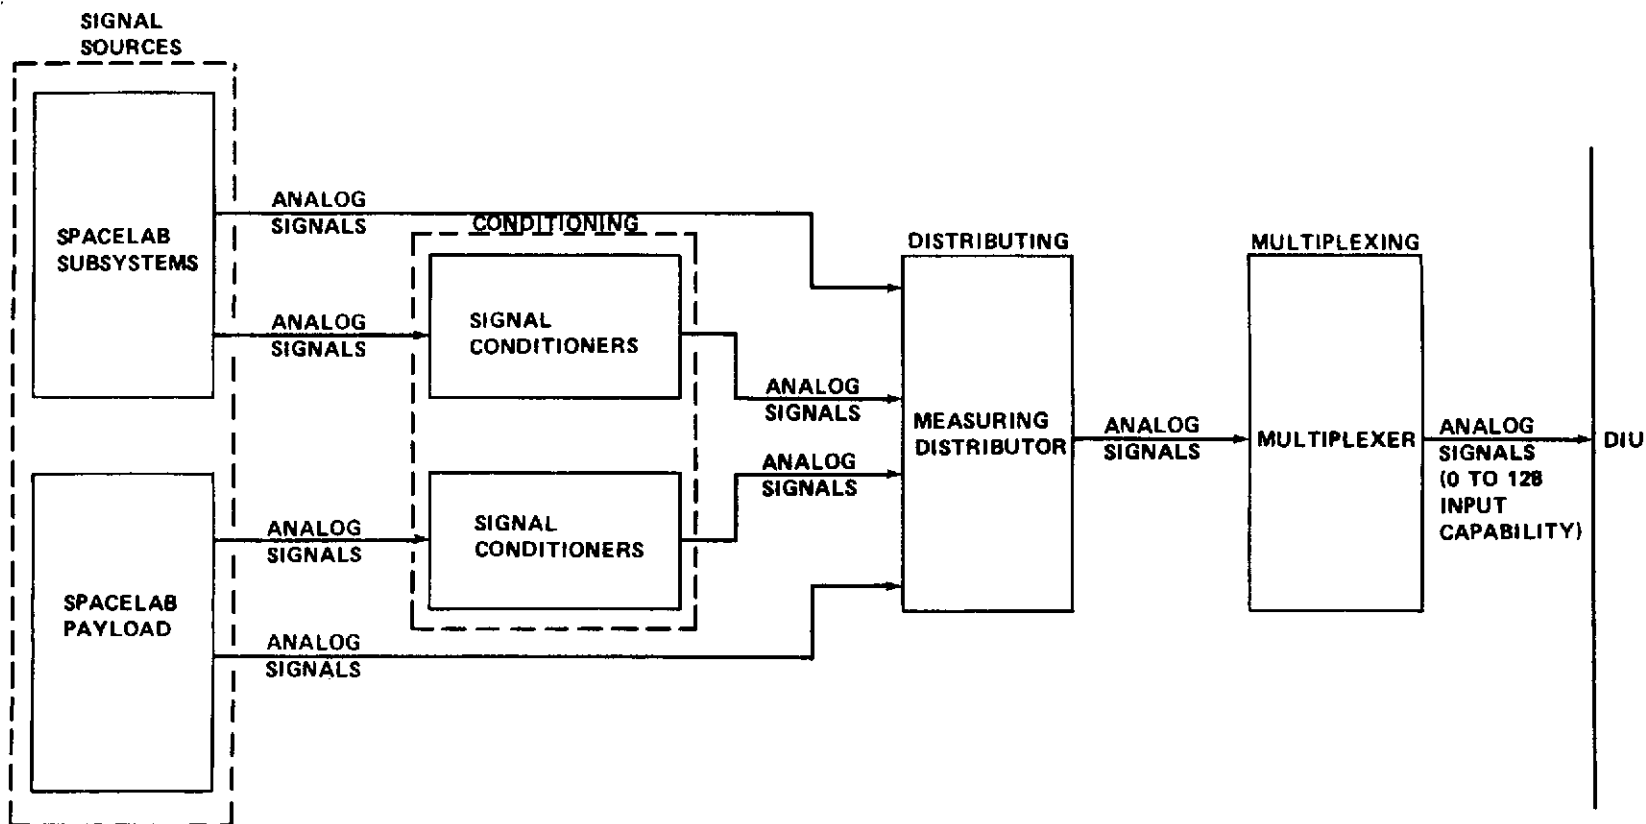 SIGNAL
SOURCES
SPACELAB
SUBSYSTEMS
ANALOG
SIGNALS
CONDITIONING
ANALOG
SIGNALS
SIGNAL
CONDITIONERS
ANALOG
SIGNALS
SPACELAB
PAYLOAD
ANALOG
SIGNALS
SIGNAL
CONDITIONERS
ANALOG
SIGNALS
ANALOG
SIGNALS
DISTRIBUTING
MEASURING
DISTRIBUTOR
ANALOG
SIGNALS
MULTIPLEXING
MULTIPLEXER
ANALOG
SIGNALS
(0 TO 128
INPUT
CAPABILITY)
DIU